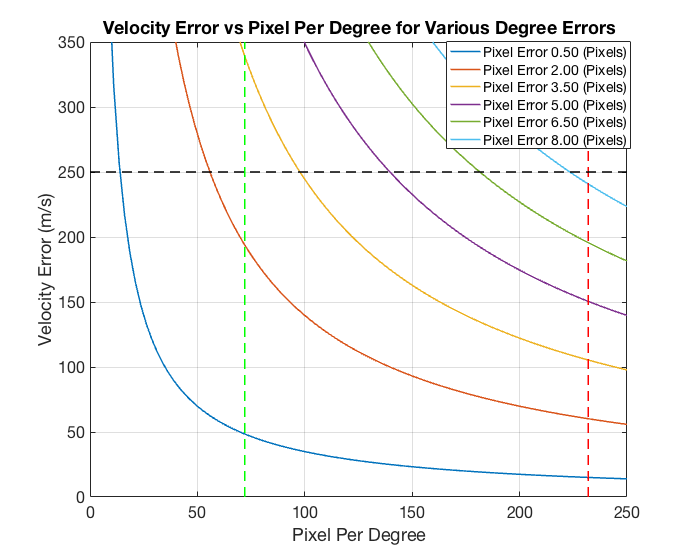 Velocity Error vs Pixel Per Degree for Various Degree Errors
Pixel Error 0.50 (Pixels)
Pixel Error 2.00 (Pixels)
Pixel Error 3.50 (Pixels)
Pixel Error 5.00 (Pixels)
Pixel Error 6.50 (Pixels)
Pixel Error 8.00 (Pixels)
Velocity Error (m/s)
350
300
250
200
150
100
50
0
0 50 100 150 200 250
Pixel Per Degree